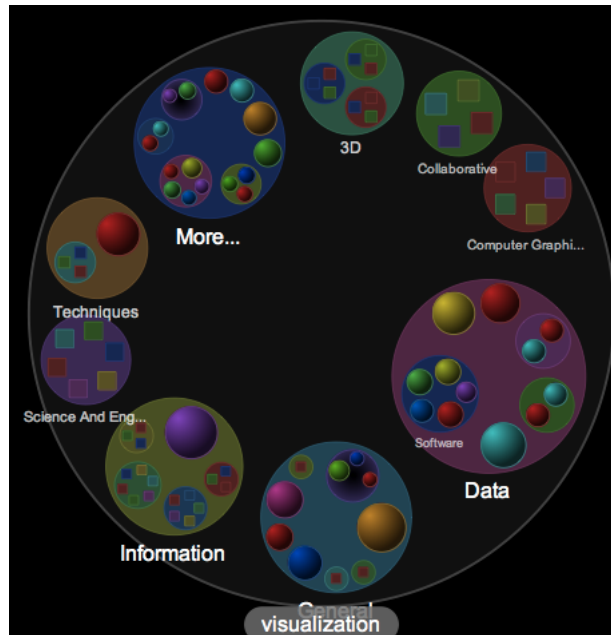 3D
Collaborative
More...
Computer Graphi...
Techniques
Science And Eng...
Software
Data
Information
General
visualization